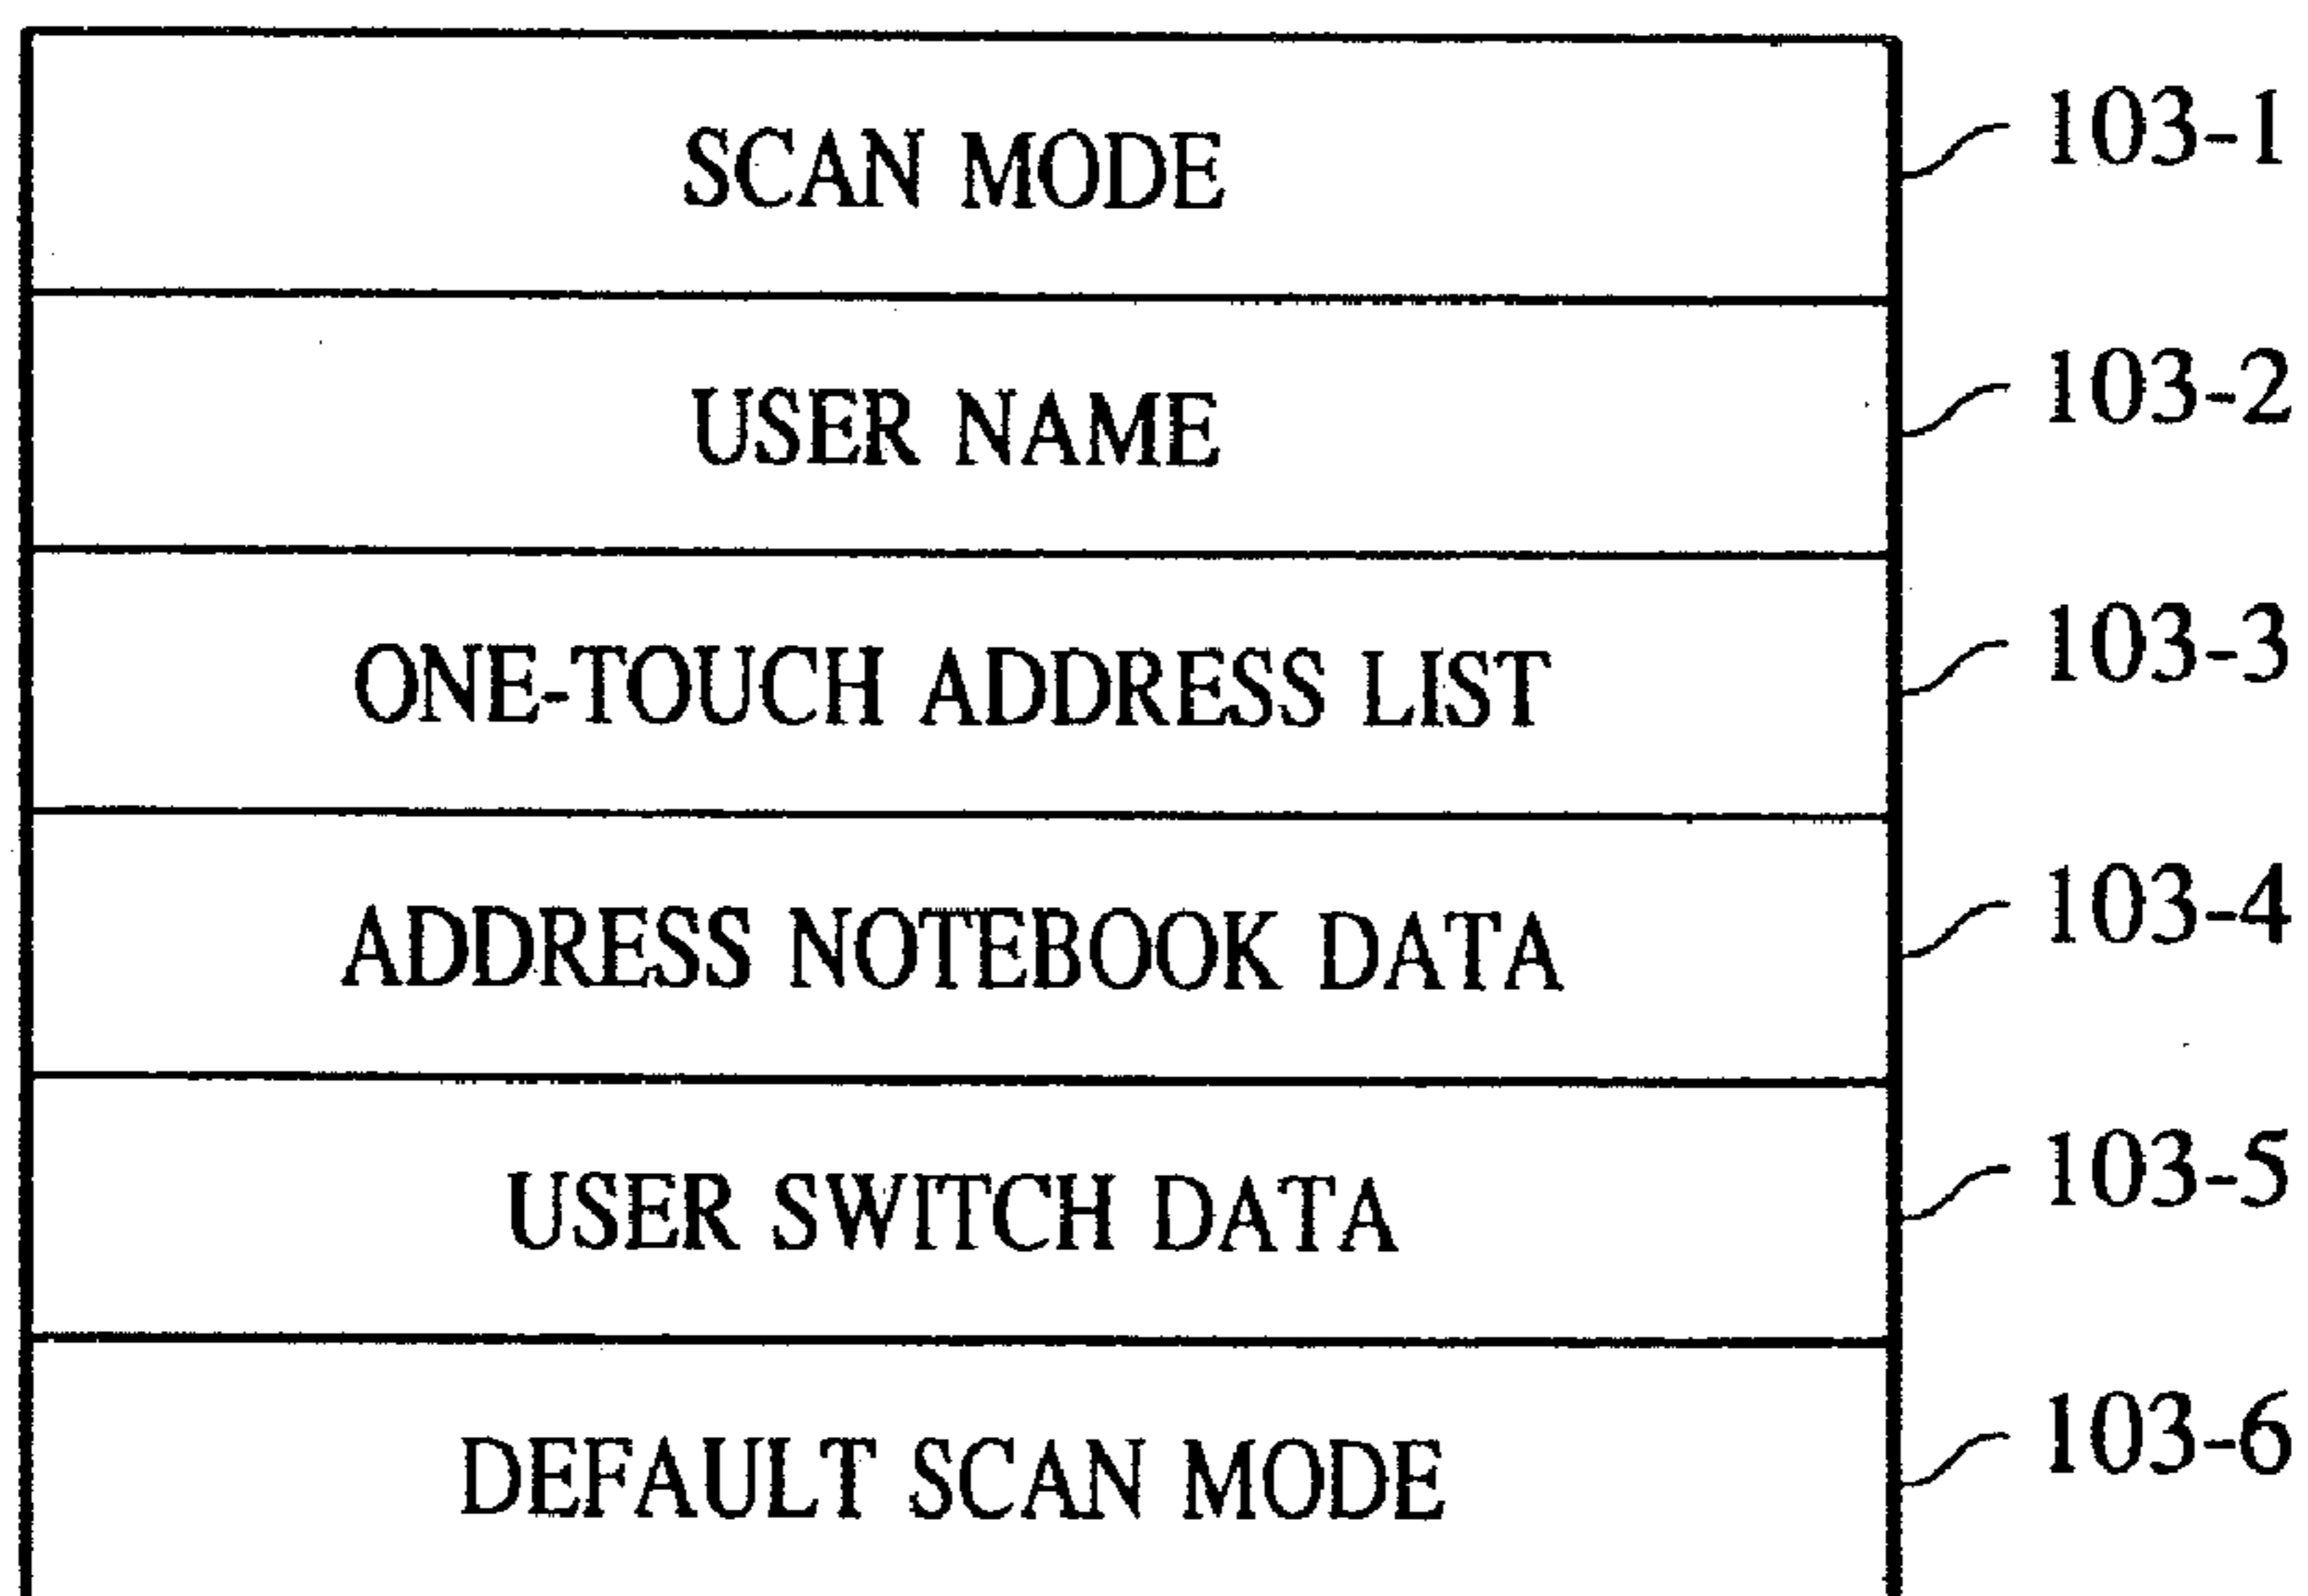 SCAN MODE 103-1
USER NAME 103-2
ONE-TOUCH ADDRESS LIST 103-3
ADDRESS NOTEBOOK DATA 103-4
USER SWITCH DATA 103-5
DEFAULT SCAN MODE 103-6